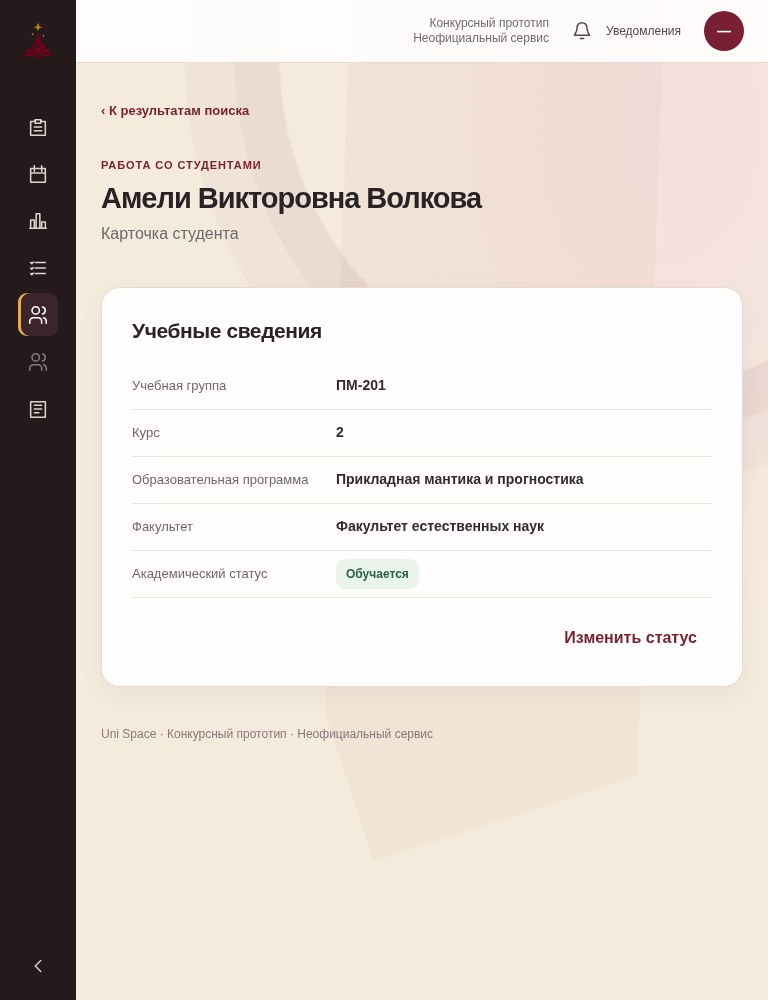 Конкурсный прототип
Неофициальный сервис
Уведомления
‹ К результатам поиска
РАБОТА СО СТУДЕНТАМИ
Амели Викторовна Волкова
Карточка студента
Учебные сведения
Учебная группа ПМ-201
Курс 2
Образовательная программа Прикладная мантика и прогностика
Факультет Факультет естественных наук
Академический статус Обучается
Изменить статус
Uni Space · Конкурсный прототип · Неофициальный сервис